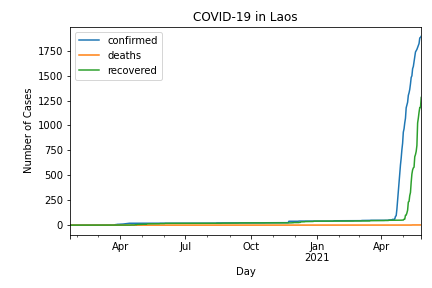 COVID-19 in Laos
confirmed
deaths
recovered
Number of Cases
1750
1500
1250
1000
750
500
250
0
Apr
Jul
Oct
Jan
2021
Apr
Day